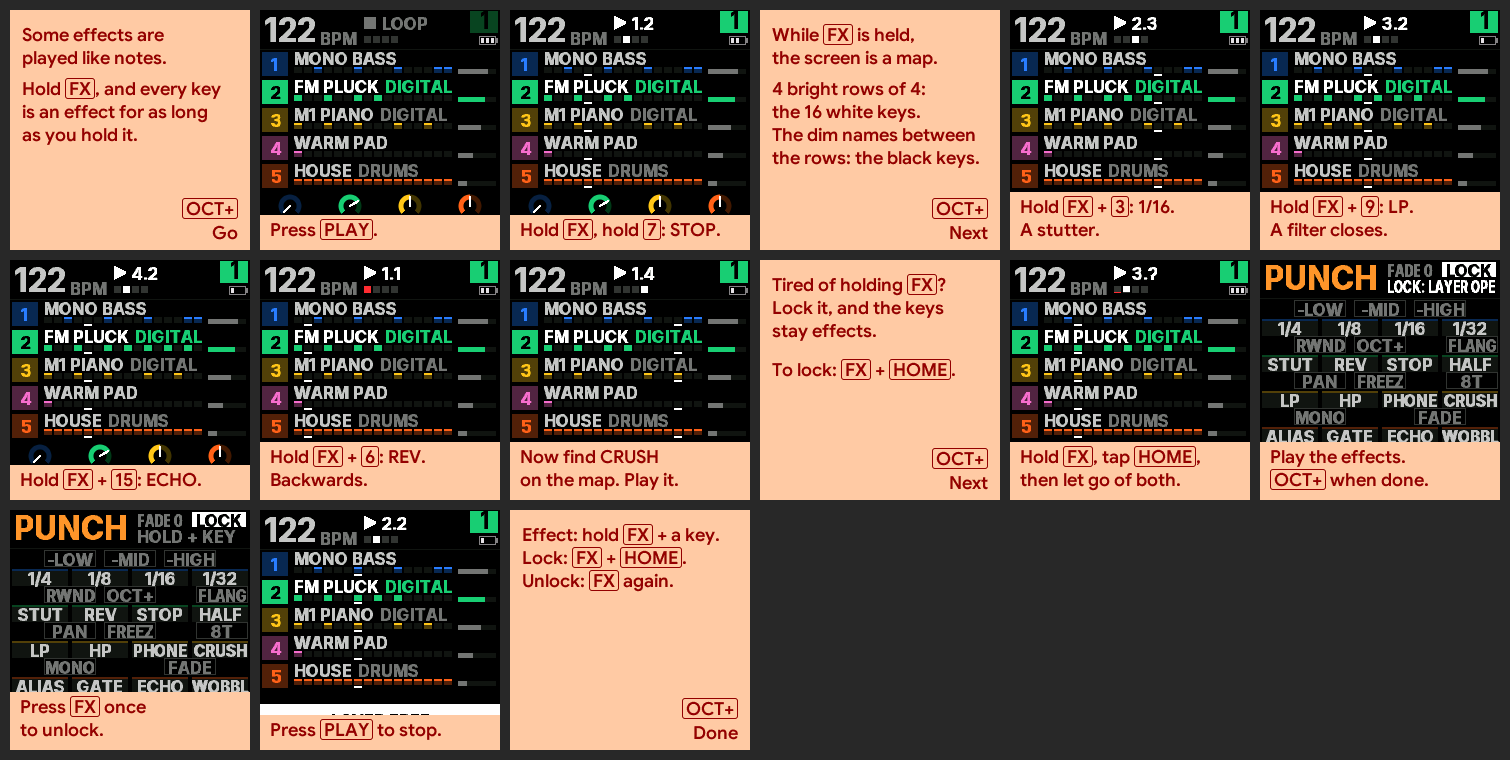 Some effects are
played like notes.
Hold FX, and every key
is an effect for as long
as you hold it.
OCT+
Go
122 BPM LOOP 1
1 MONO BASS
2 FM PLUCK DIGITAL
3 M1 PIANO DIGITAL
4 WARM PAD
5 HOUSE DRUMS
Press PLAY.
122 BPM 1.2 1
1 MONO BASS
2 FM PLUCK DIGITAL
3 M1 PIANO DIGITAL
4 WARM PAD
5 HOUSE DRUMS
Hold FX, hold 7: STOP.
While FX is held,
the screen is a map.
4 bright rows of 4:
the 16 white keys.
The dim names between
the rows: the black keys.
OCT+
Next
122 BPM 2.3 1
1 MONO BASS
2 FM PLUCK DIGITAL
3 M1 PIANO DIGITAL
4 WARM PAD
5 HOUSE DRUMS
Hold FX + 3: 1/16.
A stutter.
122 BPM 3.2 1
1 MONO BASS
2 FM PLUCK DIGITAL
3 M1 PIANO DIGITAL
4 WARM PAD
5 HOUSE DRUMS
Hold FX + 9: LP.
A filter closes.
122 BPM 4.2 1
1 MONO BASS
2 FM PLUCK DIGITAL
3 M1 PIANO DIGITAL
4 WARM PAD
5 HOUSE DRUMS
Hold FX + 15: ECHO.
122 BPM 1.1 1
1 MONO BASS
2 FM PLUCK DIGITAL
3 M1 PIANO DIGITAL
4 WARM PAD
5 HOUSE DRUMS
Hold FX + 6: REV.
Backwards.
122 BPM 1.4 1
1 MONO BASS
2 FM PLUCK DIGITAL
3 M1 PIANO DIGITAL
4 WARM PAD
5 HOUSE DRUMS
Now find CRUSH
on the map. Play it.
Tired of holding FX?
Lock it, and the keys
stay effects.
To lock: FX + HOME.
OCT+
Next
122 BPM 1
1 MONO BASS
2 FM PLUCK DIGITAL
3 M1 PIANO DIGITAL
4 WARM PAD
5 HOUSE DRUMS
Hold FX, tap HOME,
then let go of both.
PUNCH FADE 0 LOCK
LOCK: LAYER OPE
-LOW -MID -HIGH
1/4 1/8 1/16 1/32
RWND OCT+ FLANG
STUT REV STOP HALF
PAN FREEZ 8T
LP HP PHONE CRUSH
MONO FADE
ALIAS GATE ECHO WOBBL
Play the effects.
OCT+ when done.
PUNCH FADE 0 LOCK
HOLD + KEY
-LOW -MID -HIGH
1/4 1/8 1/16 1/32
RWND OCT+ FLANG
STUT REV STOP HALF
PAN FREEZ 8T
LP HP PHONE CRUSH
MONO FADE
ALIAS GATE ECHO WOBBL
Press FX once
to unlock.
122 BPM 2.2 1
1 MONO BASS
2 FM PLUCK DIGITAL
3 M1 PIANO DIGITAL
4 WARM PAD
5 HOUSE DRUMS
Press PLAY to stop.
Effect: hold FX + a key.
Lock: FX + HOME.
Unlock: FX again.
OCT+
Done